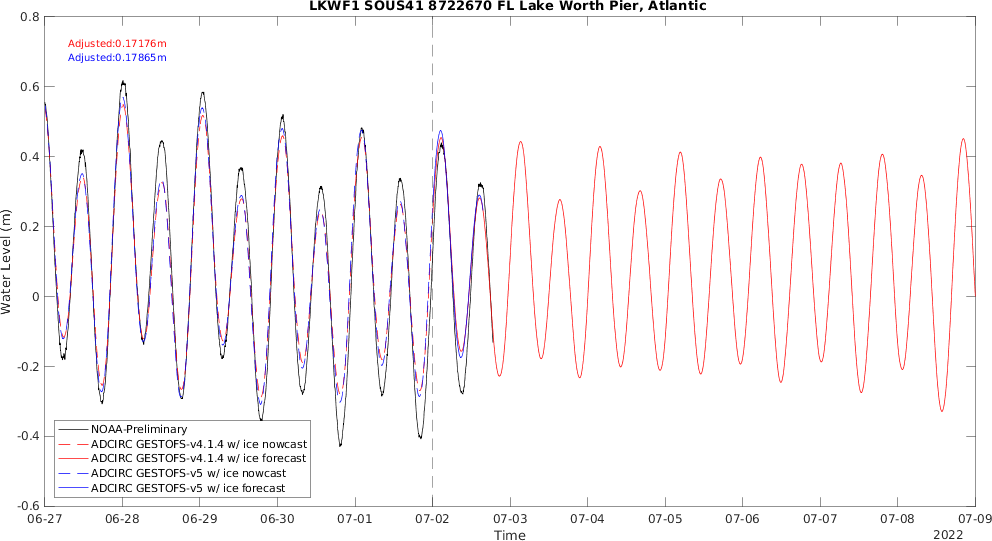 LKWF1 SOUS41 8722670 FL Lake Worth Pier, Atlantic
0.8
Adjusted:0.17176m
Adjusted:0.17865m
0.6
0.4
0.2
0
-0.2
-0.4
-0.6
Water Level (m)
NOAA-Preliminary
ADCIRC GESTOFS-v4.1.4 w/ ice nowcast
ADCIRC GESTOFS-v4.1.4 w/ ice forecast
ADCIRC GESTOFS-v5 w/ ice nowcast
ADCIRC GESTOFS-v5 w/ ice forecast
06-27 06-28 06-29 06-30 07-01 07-02 07-03 07-04 07-05 07-06 07-07 07-08 07-09
Time
2022